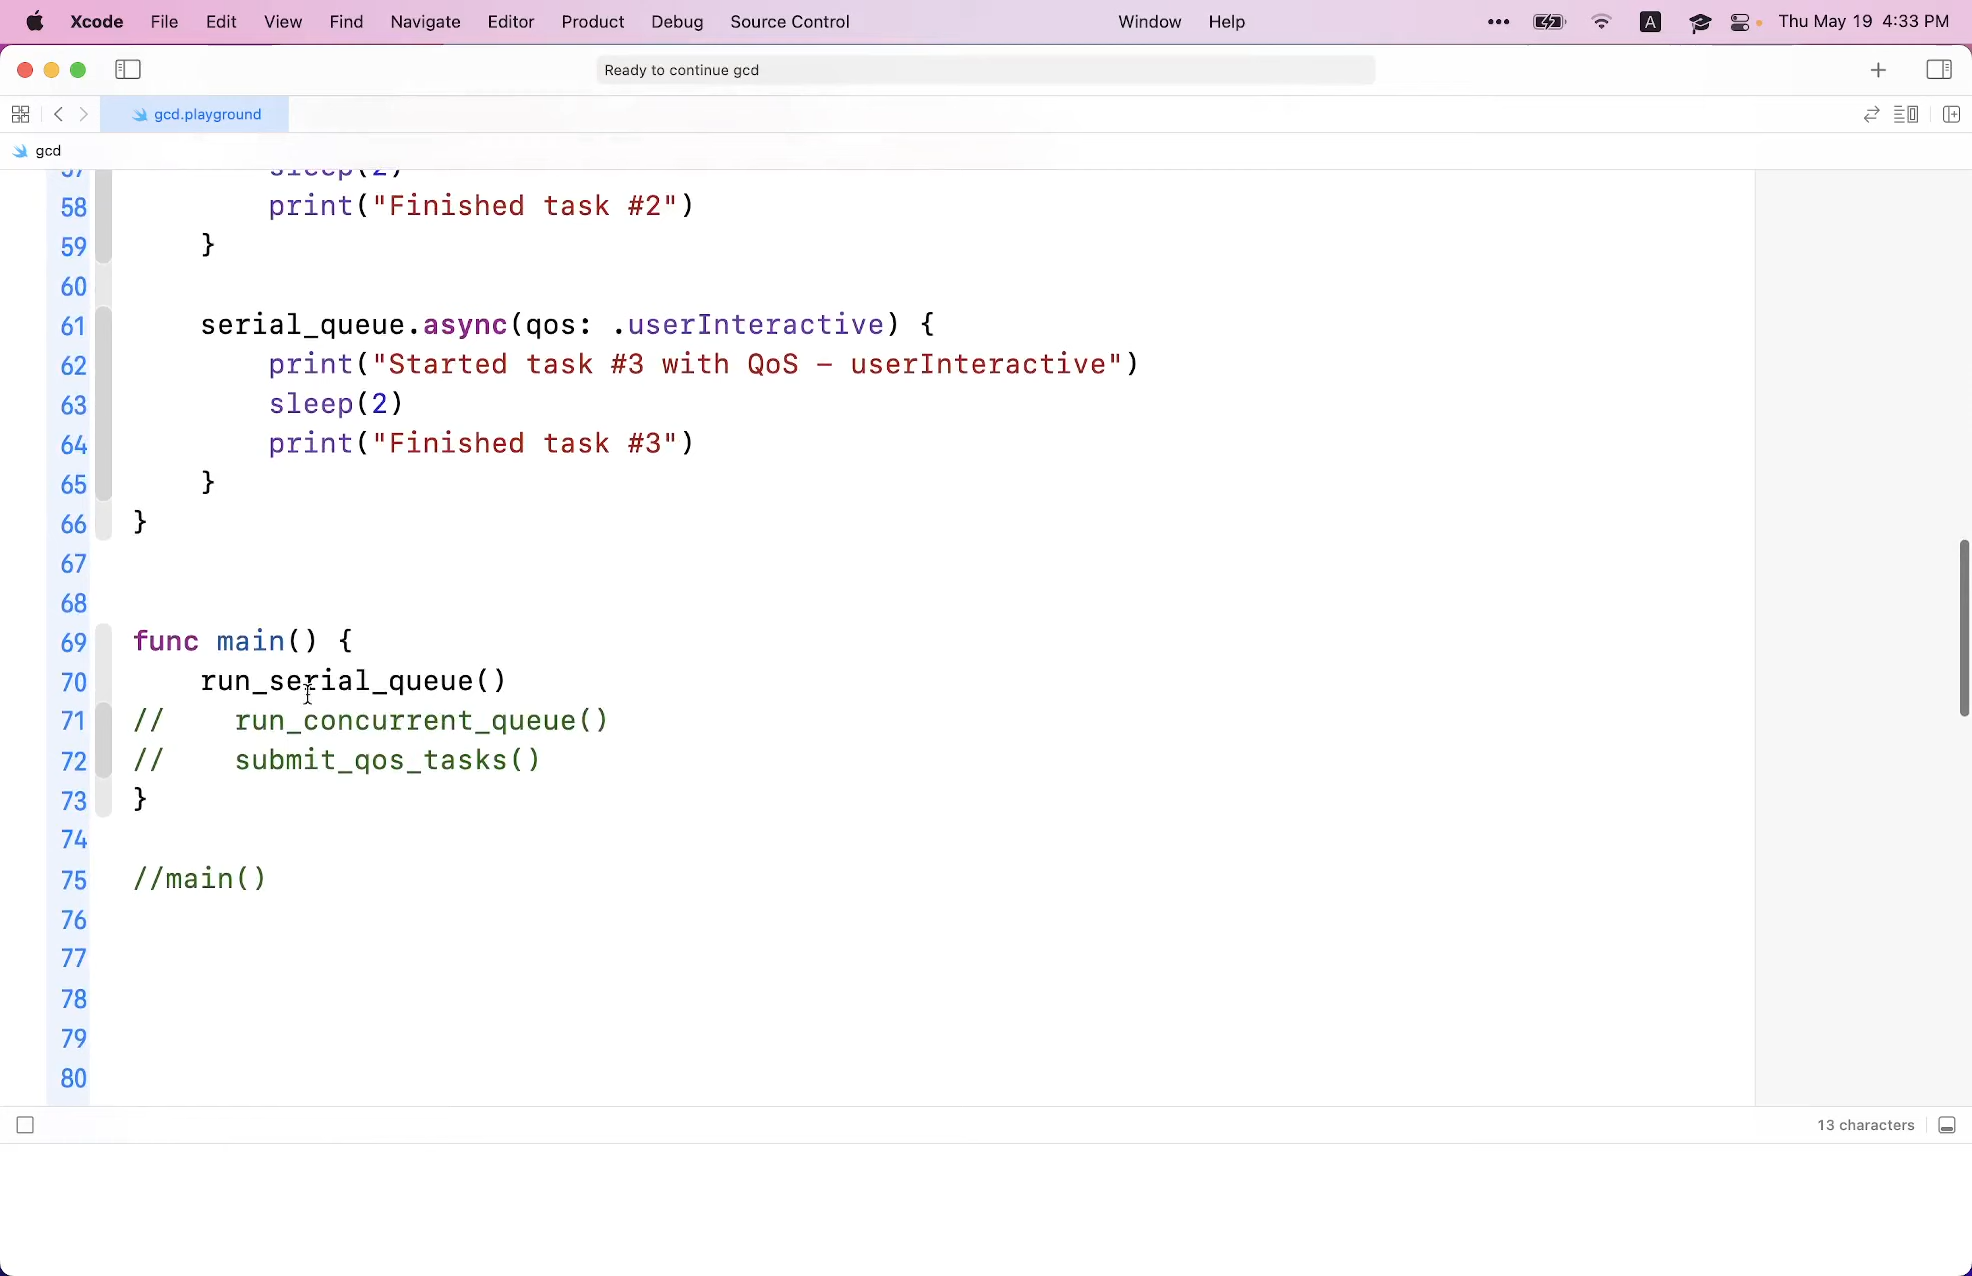 Xcode File Edit View Find Navigate Editor Product Debug Source Control Window Help ••• A Thu May 19 4:33 PM
Ready to continue gcd
gcd.playground
gcd
57 sleep(2)
58 print("Finished task #2")
59 }
60
61 serial_queue.async(qos: .userInteractive) {
62 print("Started task #3 with QoS – userInteractive")
63 sleep(2)
64 print("Finished task #3")
65 }
66 }
67
68
69 func main() {
70 run_serial_queue()
71 // run_concurrent_queue()
72 // submit_qos_tasks()
73 }
74
75 //main()
76
77
78
79
80
13 characters